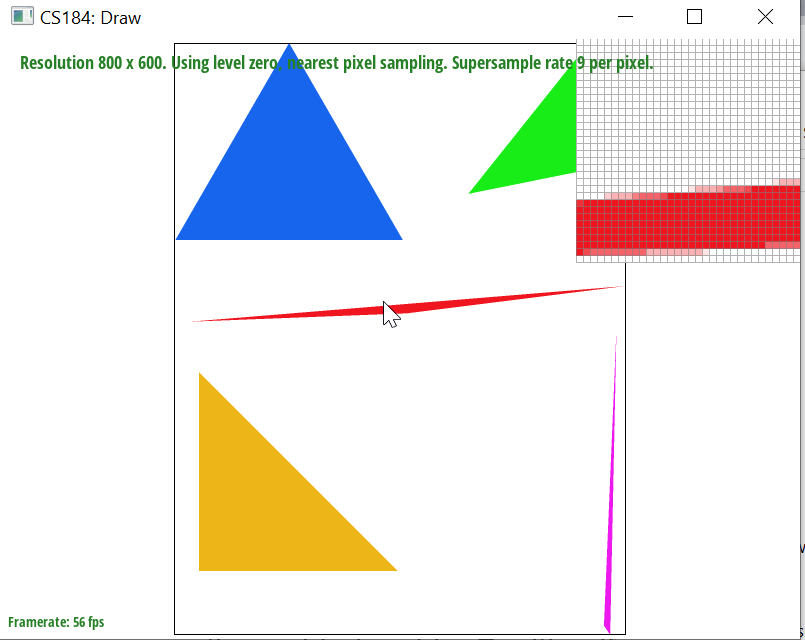 CS184: Draw
Resolution 800 x 600. Using level zero, nearest pixel sampling. Supersample rate 9 per pixel.
Framerate: 56 fps